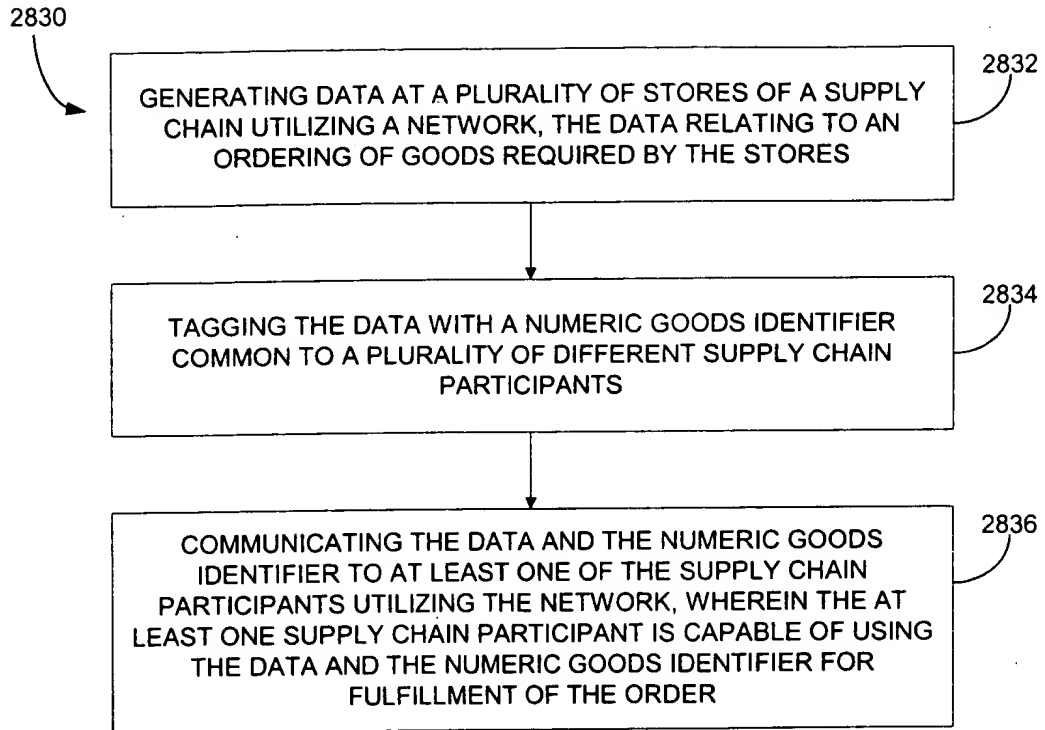 2830
2832
GENERATING DATA AT A PLURALITY OF STORES OF A SUPPLY
CHAIN UTILIZING A NETWORK, THE DATA RELATING TO AN
ORDERING OF GOODS REQUIRED BY THE STORES
2834
TAGGING THE DATA WITH A NUMERIC GOODS IDENTIFIER
COMMON TO A PLURALITY OF DIFFERENT SUPPLY CHAIN
PARTICIPANTS
2836
COMMUNICATING THE DATA AND THE NUMERIC GOODS
IDENTIFIER TO AT LEAST ONE OF THE SUPPLY CHAIN
PARTICIPANTS UTILIZING THE NETWORK, WHEREIN THE AT
LEAST ONE SUPPLY CHAIN PARTICIPANT IS CAPABLE OF USING
THE DATA AND THE NUMERIC GOODS IDENTIFIER FOR
FULFILLMENT OF THE ORDER